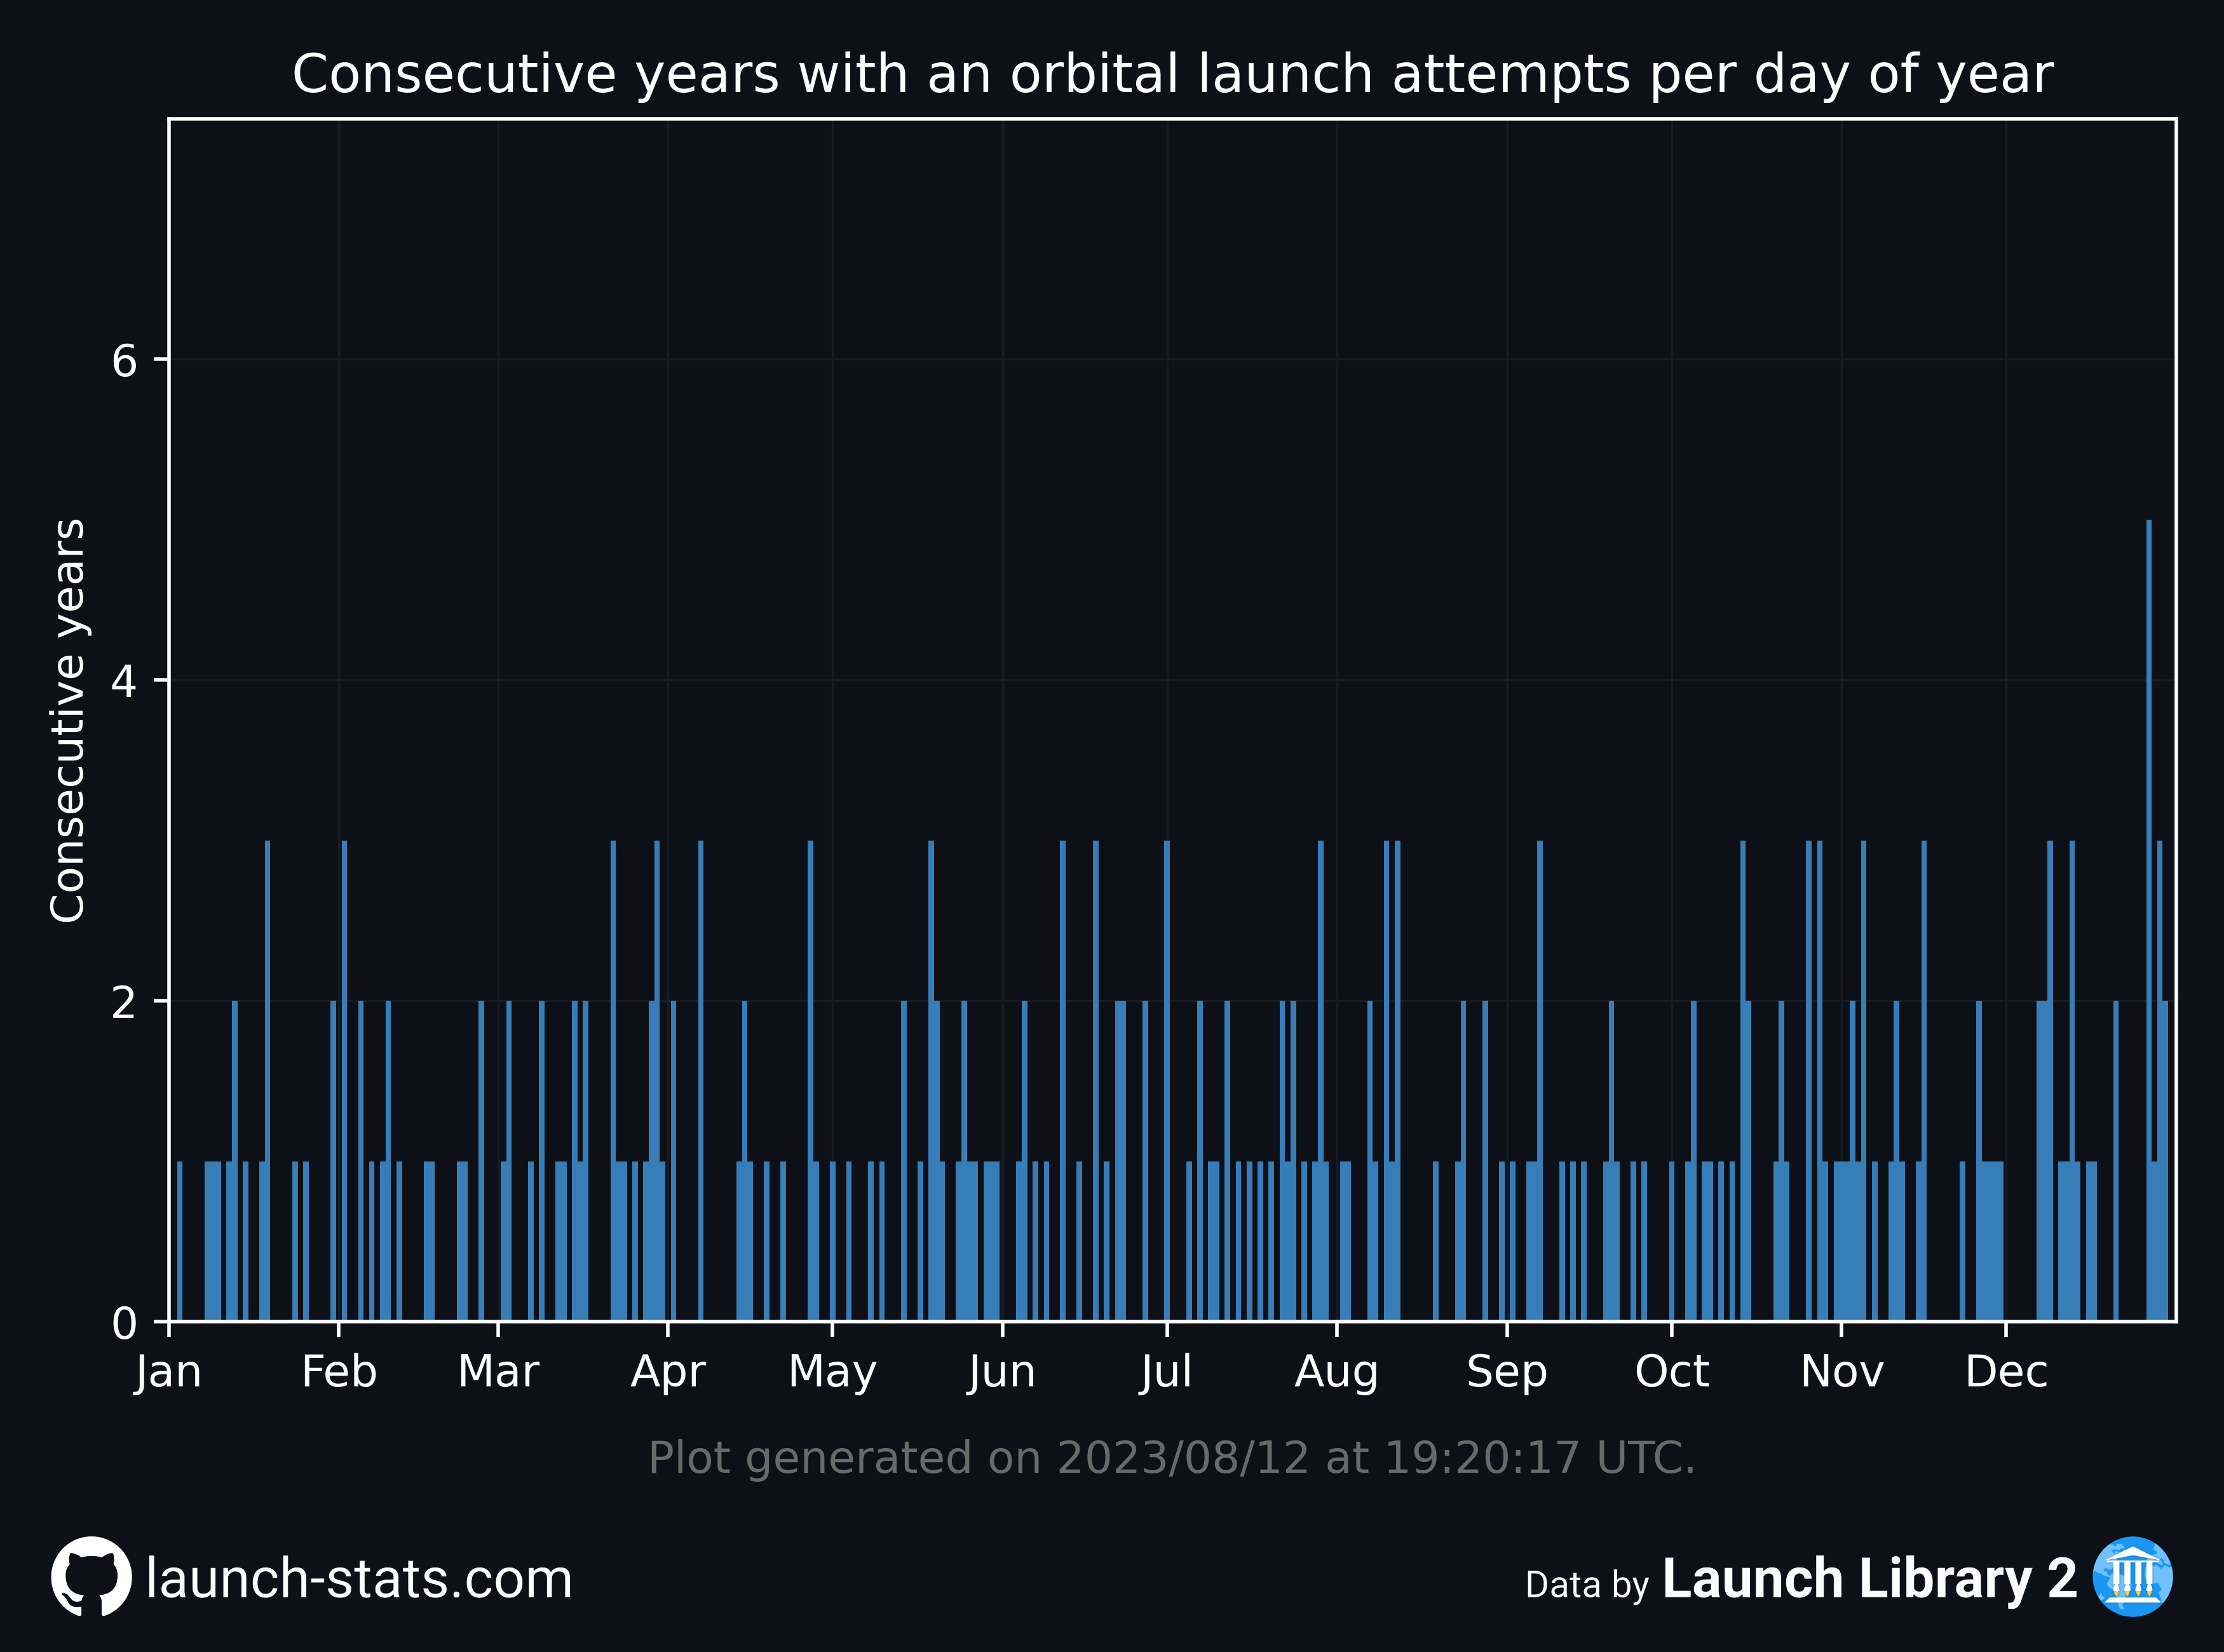 Consecutive years with an orbital launch attempts per day of year
Consecutive years
6
4
2
0
Jan Feb Mar Apr May Jun Jul Aug Sep Oct Nov Dec
Plot generated on 2023/08/12 at 19:20:17 UTC.
launch-stats.com
Data by Launch Library 2